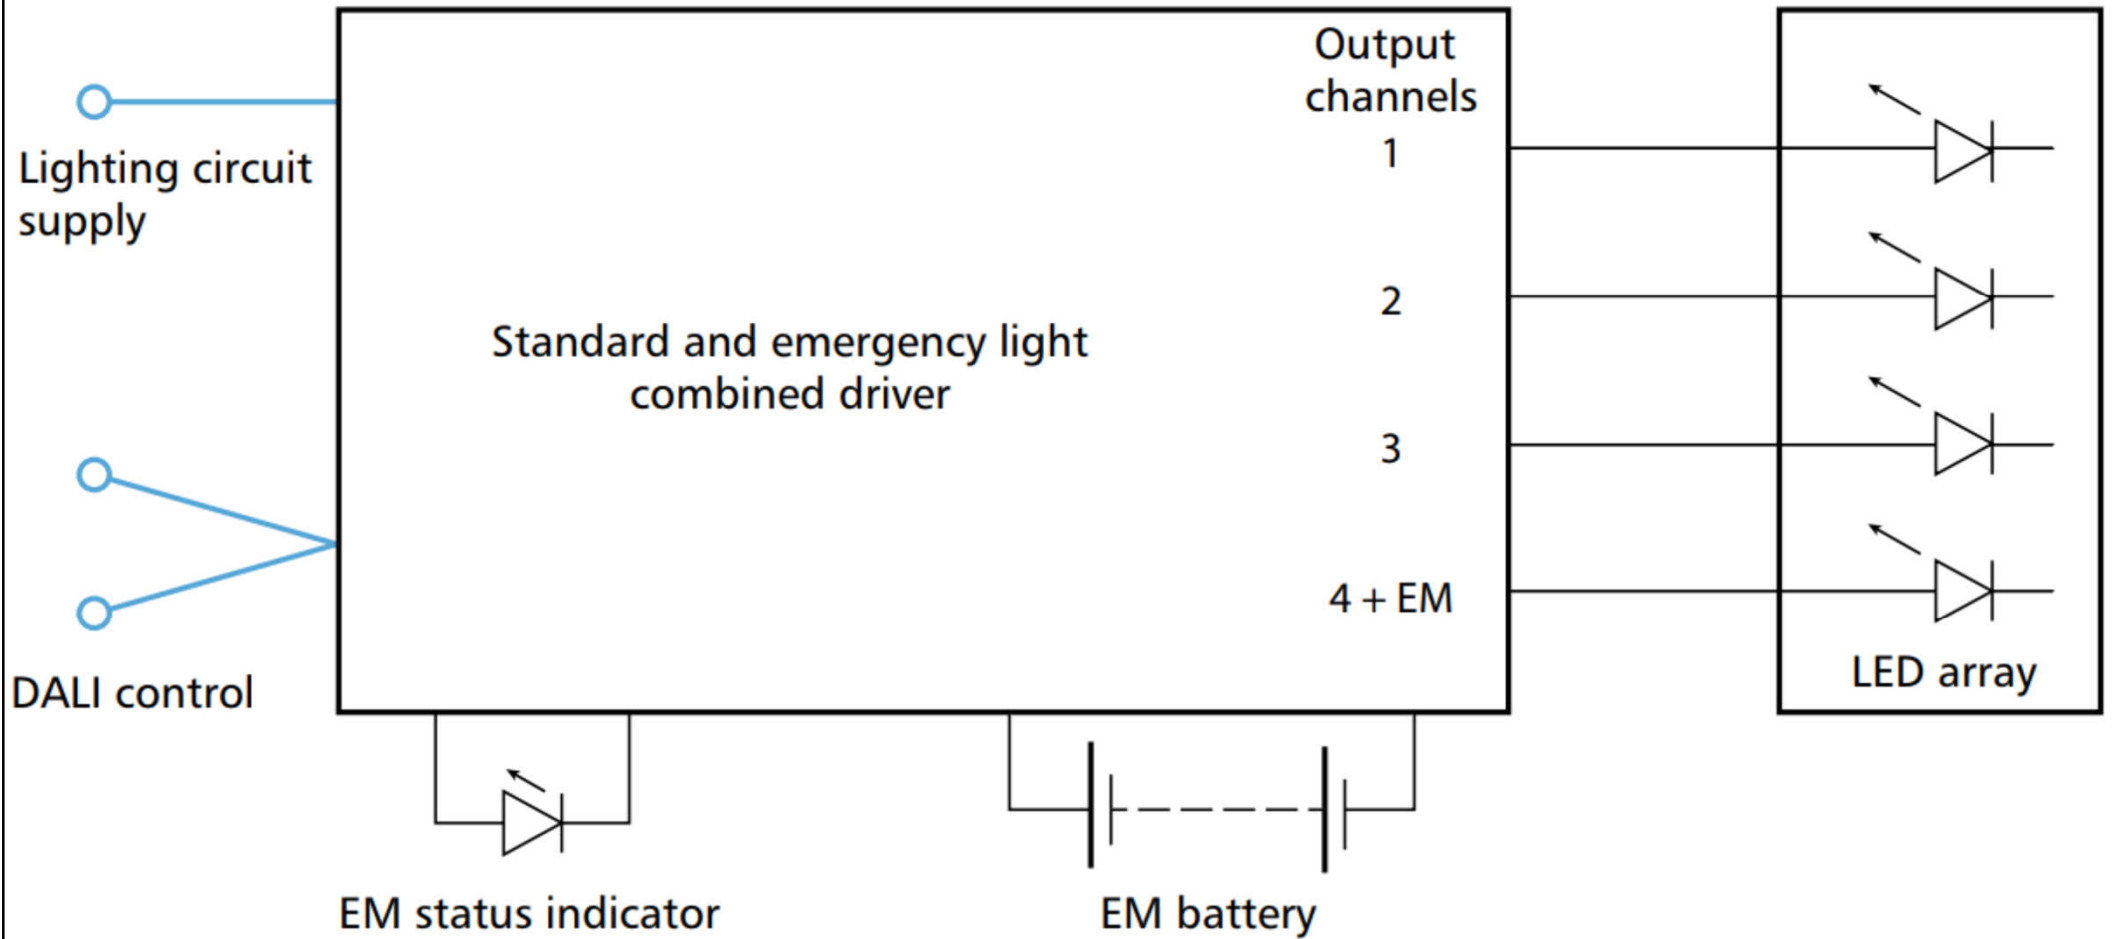 Output
channels
1
Lighting circuit
supply
2
Standard and emergency light
combined driver
3
4 + EM
LED array
DALI control
EM status indicator
EM battery